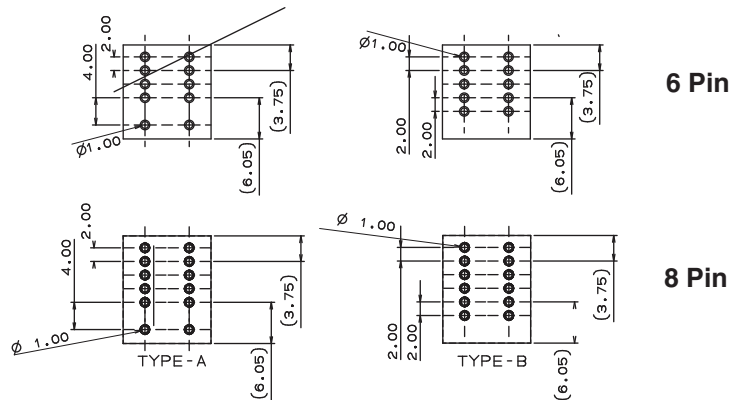 2.00
4.00
Ø1.00
(3.75)
(6.05)
Ø1.00
2.00
2.00
(3.75)
(6.05)
6 Pin
2.00
4.00
Ø 1.00
TYPE-A
(3.75)
(6.05)
Ø 1.00
2.00
2.00
TYPE-B
(3.75)
(6.05)
8 Pin